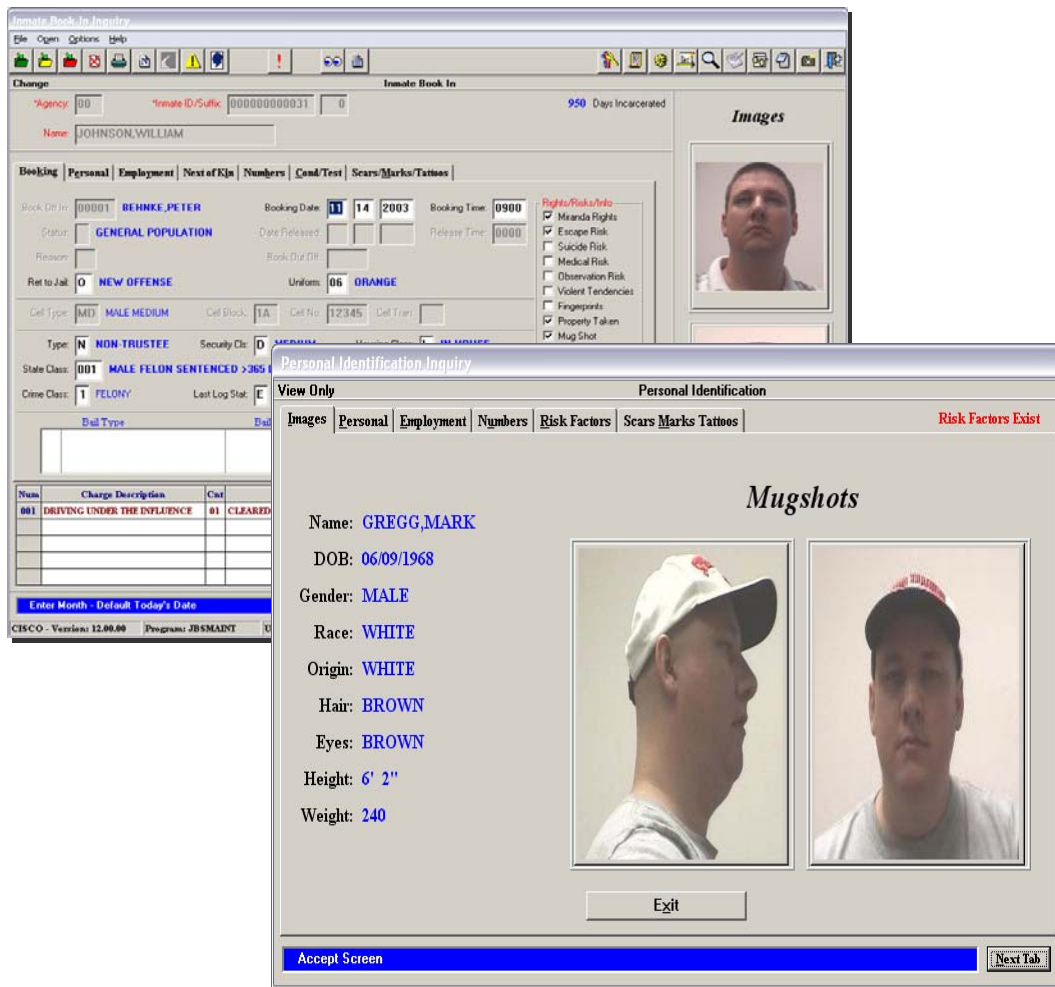 Inmate Book In Inquiry
File Open Options Help
Change Inmate Book In
*Agency: 00 *Inmate ID/Suffix: 000000000031 0 950 Days Incarcerated
Name: JOHNSON,WILLIAM
Images
Booking Personal Employment Next of Kin Numbers Cond/Test Scars/Marks/Tattoos
Book Off In: 00001 BEHNKE,PETER Booking Date: 11 14 2003 Booking Time: 0900
Status: GENERAL POPULATION Date Released: Release Time: 0000
Reason: Book Out Off:
Ret to Jail: O NEW OFFENSE Uniform: 06 ORANGE
Rights/Risks/Info
Miranda Rights
Escape Risk
Suicide Risk
Medical Risk
Observation Risk
Violent Tendencies
Fingerprints
Property Taken
Mug Shot
Cell Type: MD MALE MEDIUM Cell Block: 1A Cell No: 12345 Cell Tran:
Type: N NON-TRUSTEE Security Cls: D MEDIUM IN HOUSE
State Class: 001 MALE FELON SENTENCED >365
Crime Class: 1 FELONY Last Log Stat: E
Bail Type Bail
Num Charge Description Cnt
001 DRIVING UNDER THE INFLUENCE 01 CLEARED
Enter Month - Default Today's Date
CISCO - Version: 12.00.00 Program: JBSMAINT U
Personal Identification Inquiry
View Only Personal Identification
Images Personal Employment Numbers Risk Factors Scars Marks Tattoos Risk Factors Exist
Mugshots
Name: GREGG,MARK
DOB: 06/09/1968
Gender: MALE
Race: WHITE
Origin: WHITE
Hair: BROWN
Eyes: BROWN
Height: 6' 2"
Weight: 240
Exit
Accept Screen Next Tab